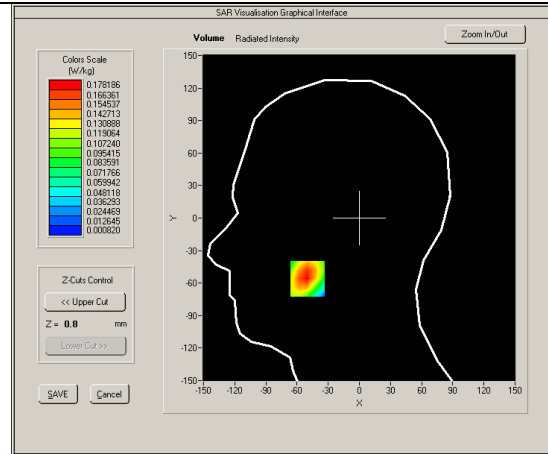 SAR Visualisation Graphical Interface
Volume Radiated Intensity
Zoom In/Out
Colors Scale
(W/kg)
0.178186
0.166361
0.154537
0.142713
0.130888
0.119064
0.107240
0.095415
0.083591
0.071766
0.059942
0.048118
0.036293
0.024469
0.012645
0.000820
Z-Cuts Control
<< Upper Cut
Z = 0.8 mm
Lower Cut >>
SAVE Cancel
150
120
90
60
30
0
-30
-60
-90
-120
-150
Y
-150 -120 -90 -60 -30 0 30 60 90 120 150
X